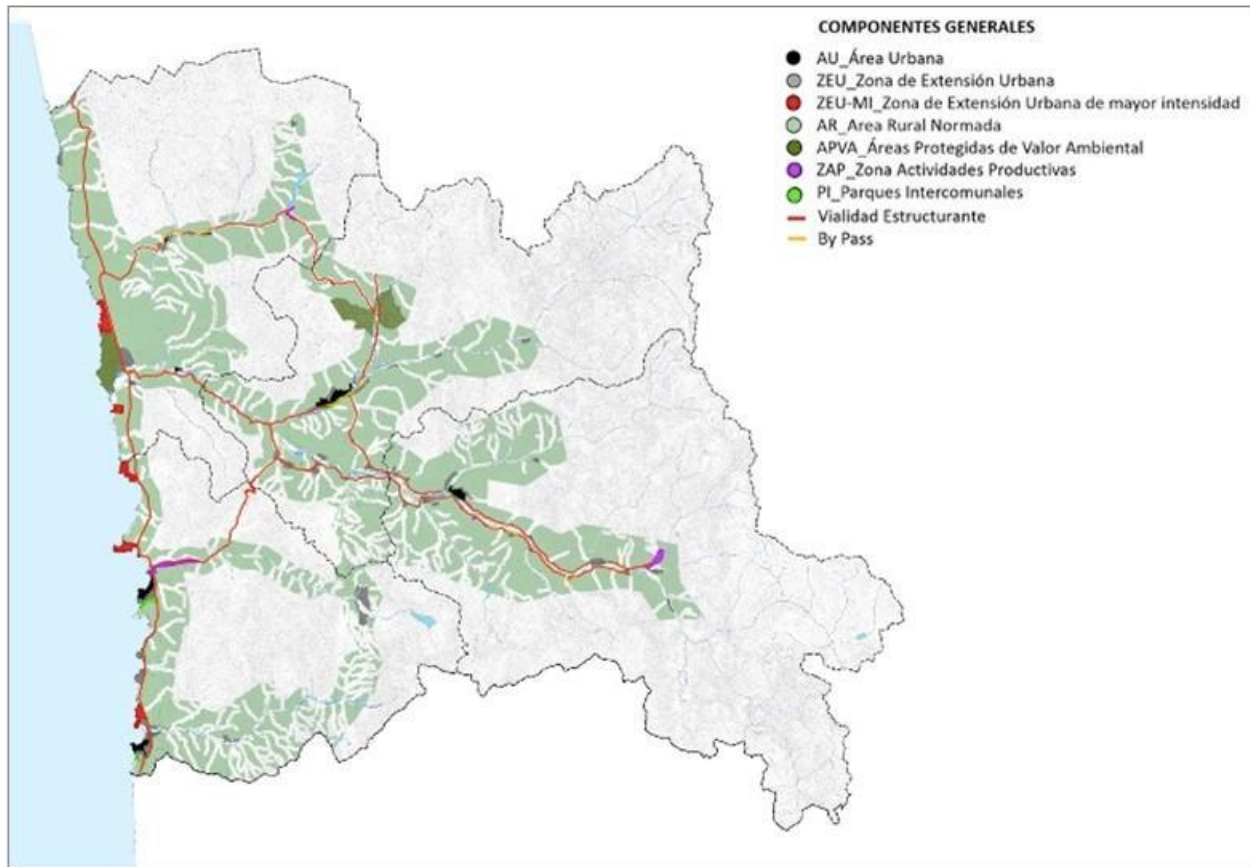 COMPONENTES GENERALES
AU_Área Urbana
ZEU_Zona de Extensión Urbana
ZEU-MI_Zona de Extensión Urbana de mayor intensidad
AR_Area Rural Normada
APVA_Áreas Protegidas de Valor Ambiental
ZAP_Zona Actividades Productivas
PI_Parques Intercomunales
Vialidad Estructurante
By Pass